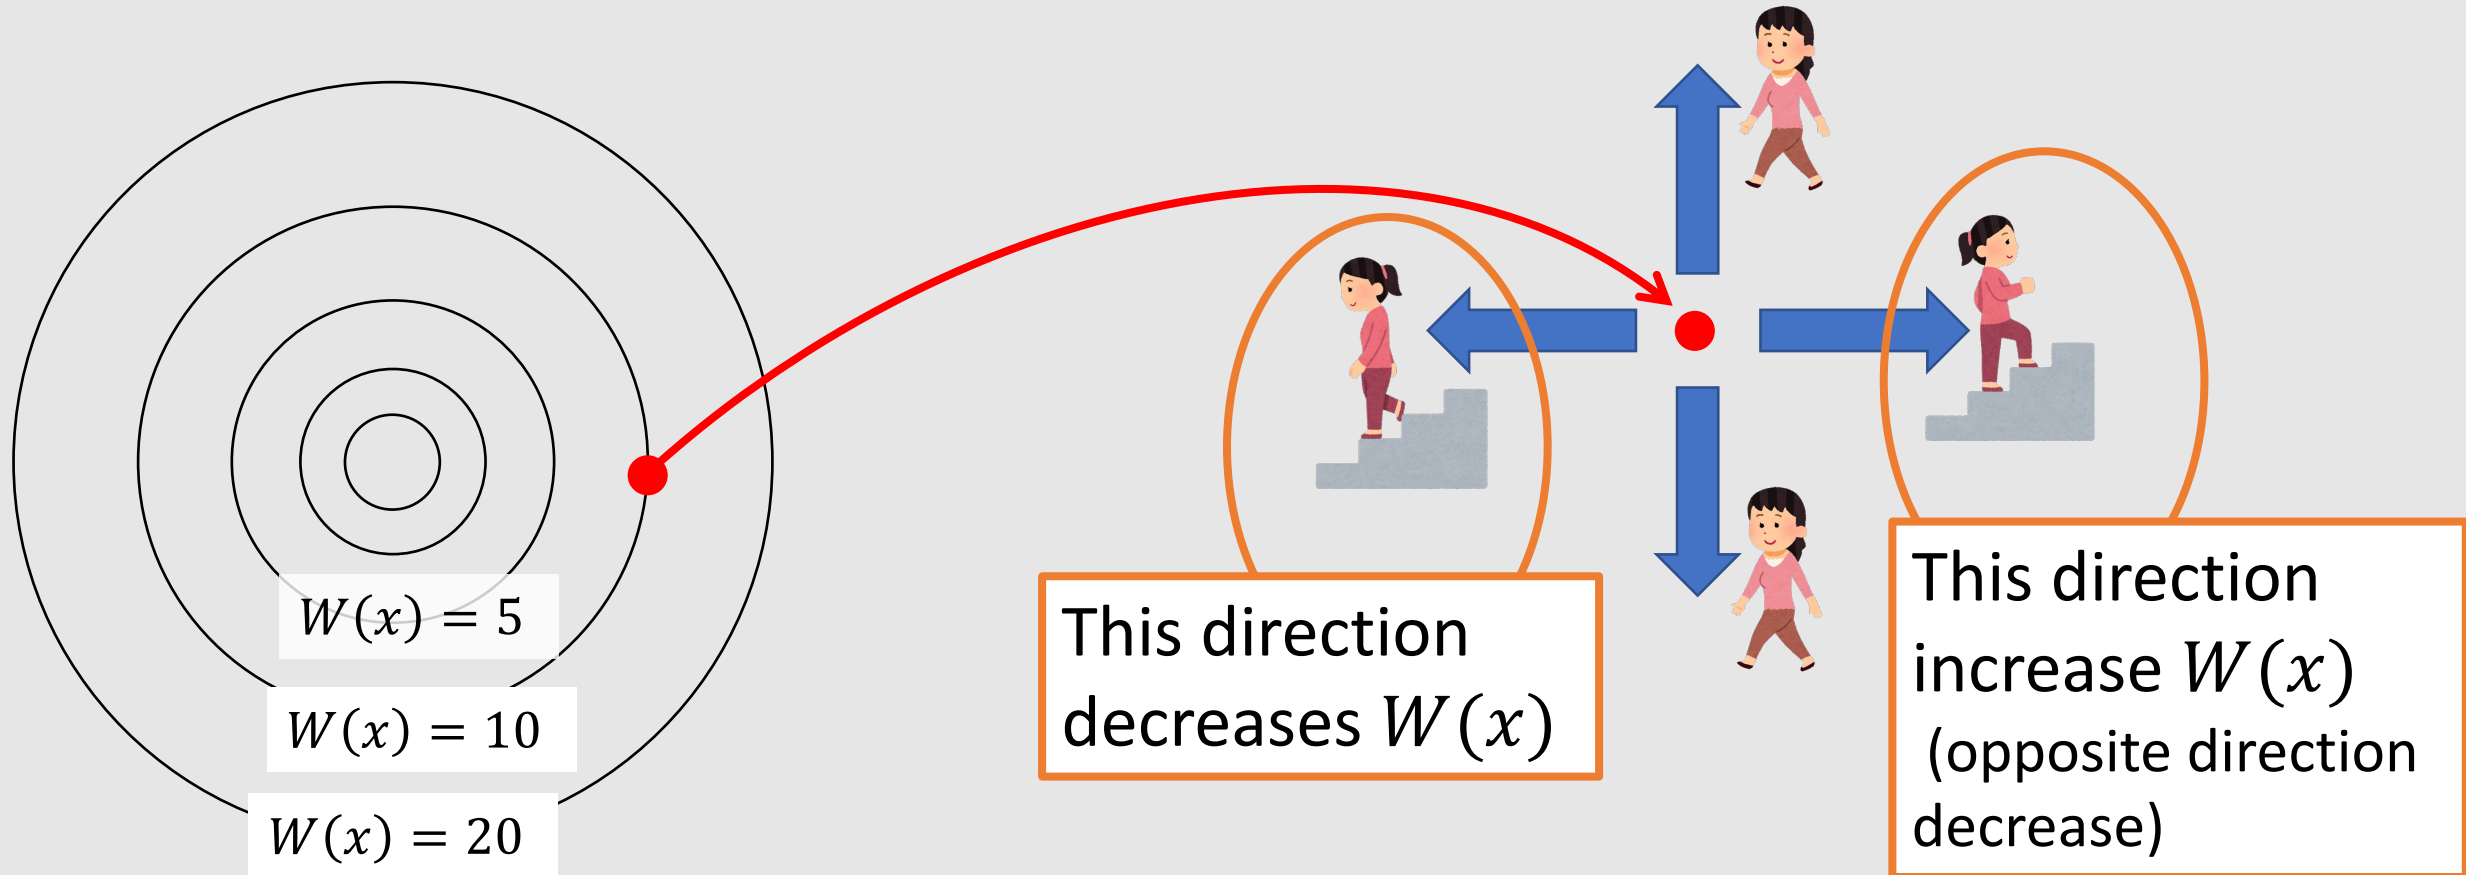 W(x) = 5
W(x) = 10
W(x) = 20
This direction
decreases W(x)
This direction
increase W(x)
(opposite direction
decrease)